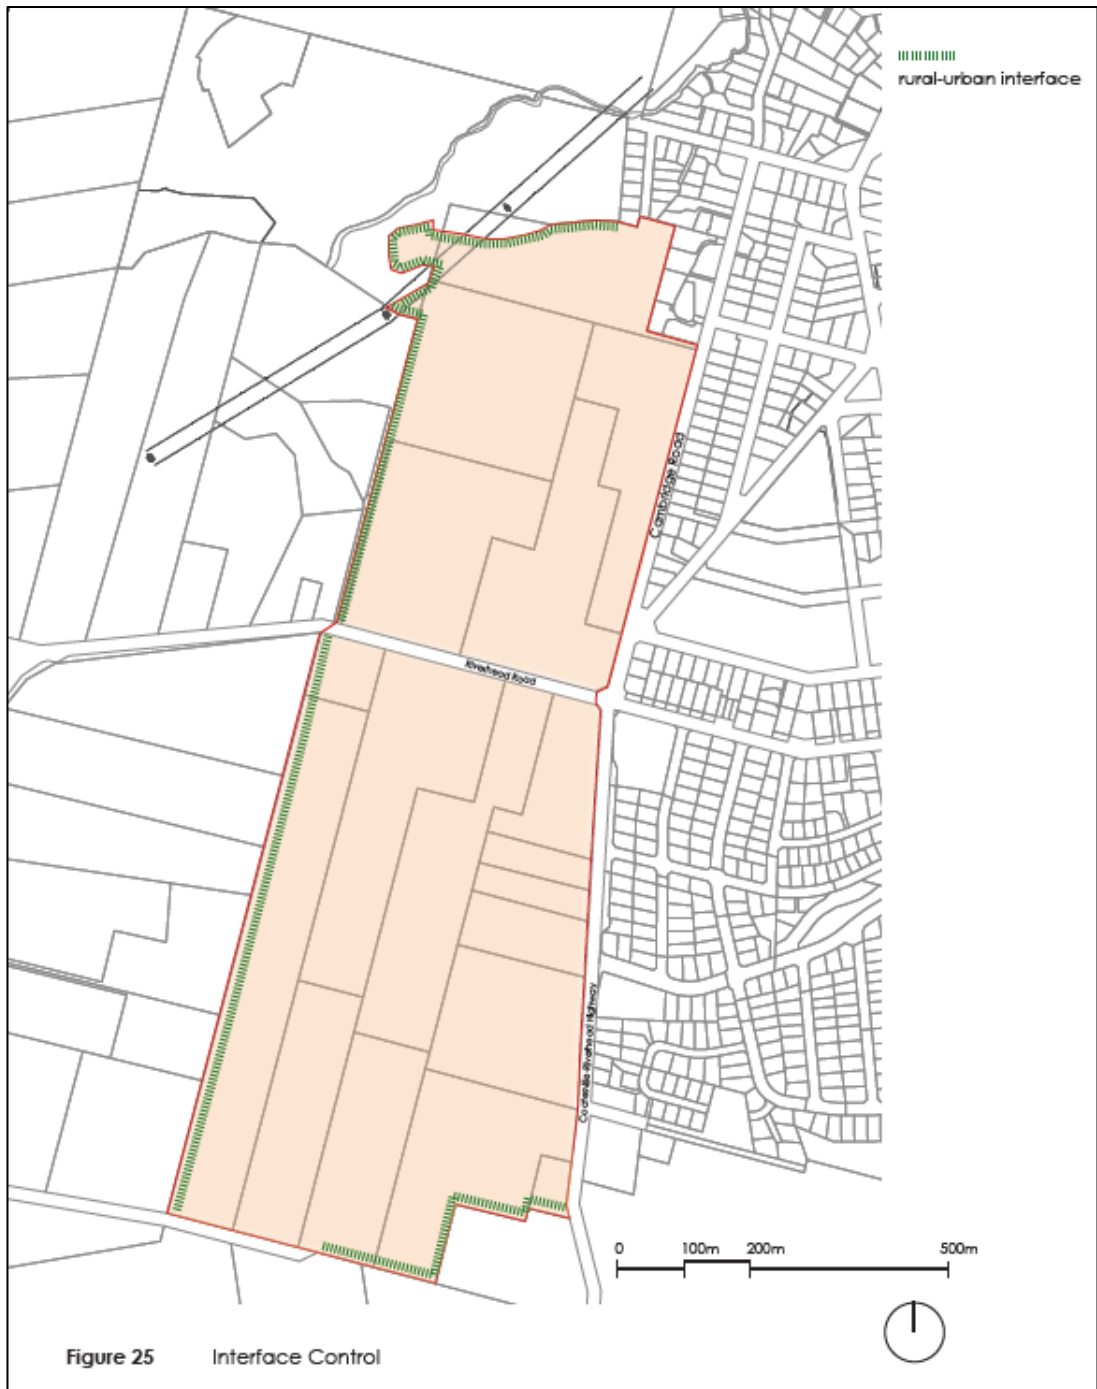 rural-urban interface
Cambridge Road
Riverhead Road
Coatesville-Riverhead Highway
0 100m 200m 500m
Figure 25 Interface Control